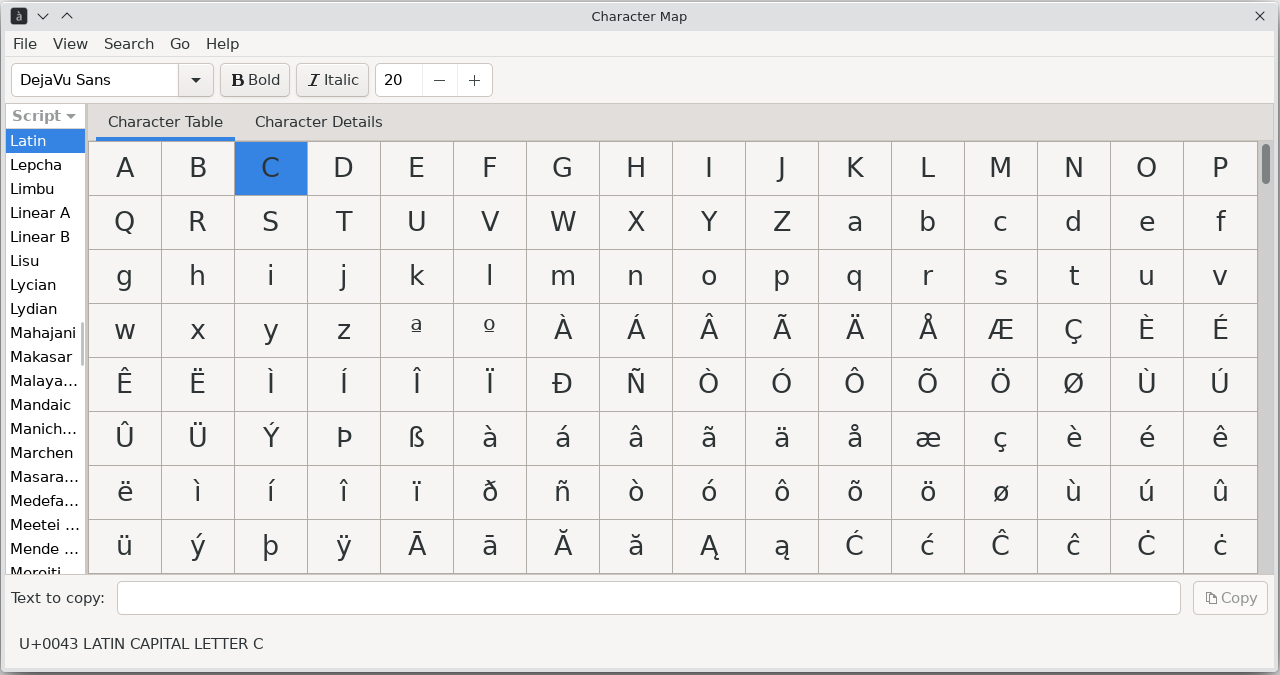 à Character Map
File View Search Go Help
DejaVu Sans B Bold I Italic 20
Script Character Table Character Details
Latin
Lepcha
Limbu
Linear A
Linear B
Lisu
Lycian
Lydian
Mahajani
Makasar
Malaya...
Mandaic
Manich...
Marchen
Masara...
Medefa...
Meetei ...
Mende ...
Meroiti
A B C D E F G H I J K L M N O P
Q R S T U V W X Y Z a b c d e f
g h i j k l m n o p q r s t u v
w x y z ª º À Á Â Ã Ä Å Æ Ç È É
Ê Ë Ì Í Î Ï Ð Ñ Ò Ó Ô Õ Ö Ø Ù Ú
Û Ü Ý Þ ß à á â ã ä å æ ç è é ê
ë ì í î ï ð ñ ò ó ô õ ö ø ù ú û
ü ý þ ÿ Ā ā Ă ă Ą ą Ć ć Ĉ ĉ Ċ ċ
Text to copy: Copy
U+0043 LATIN CAPITAL LETTER C